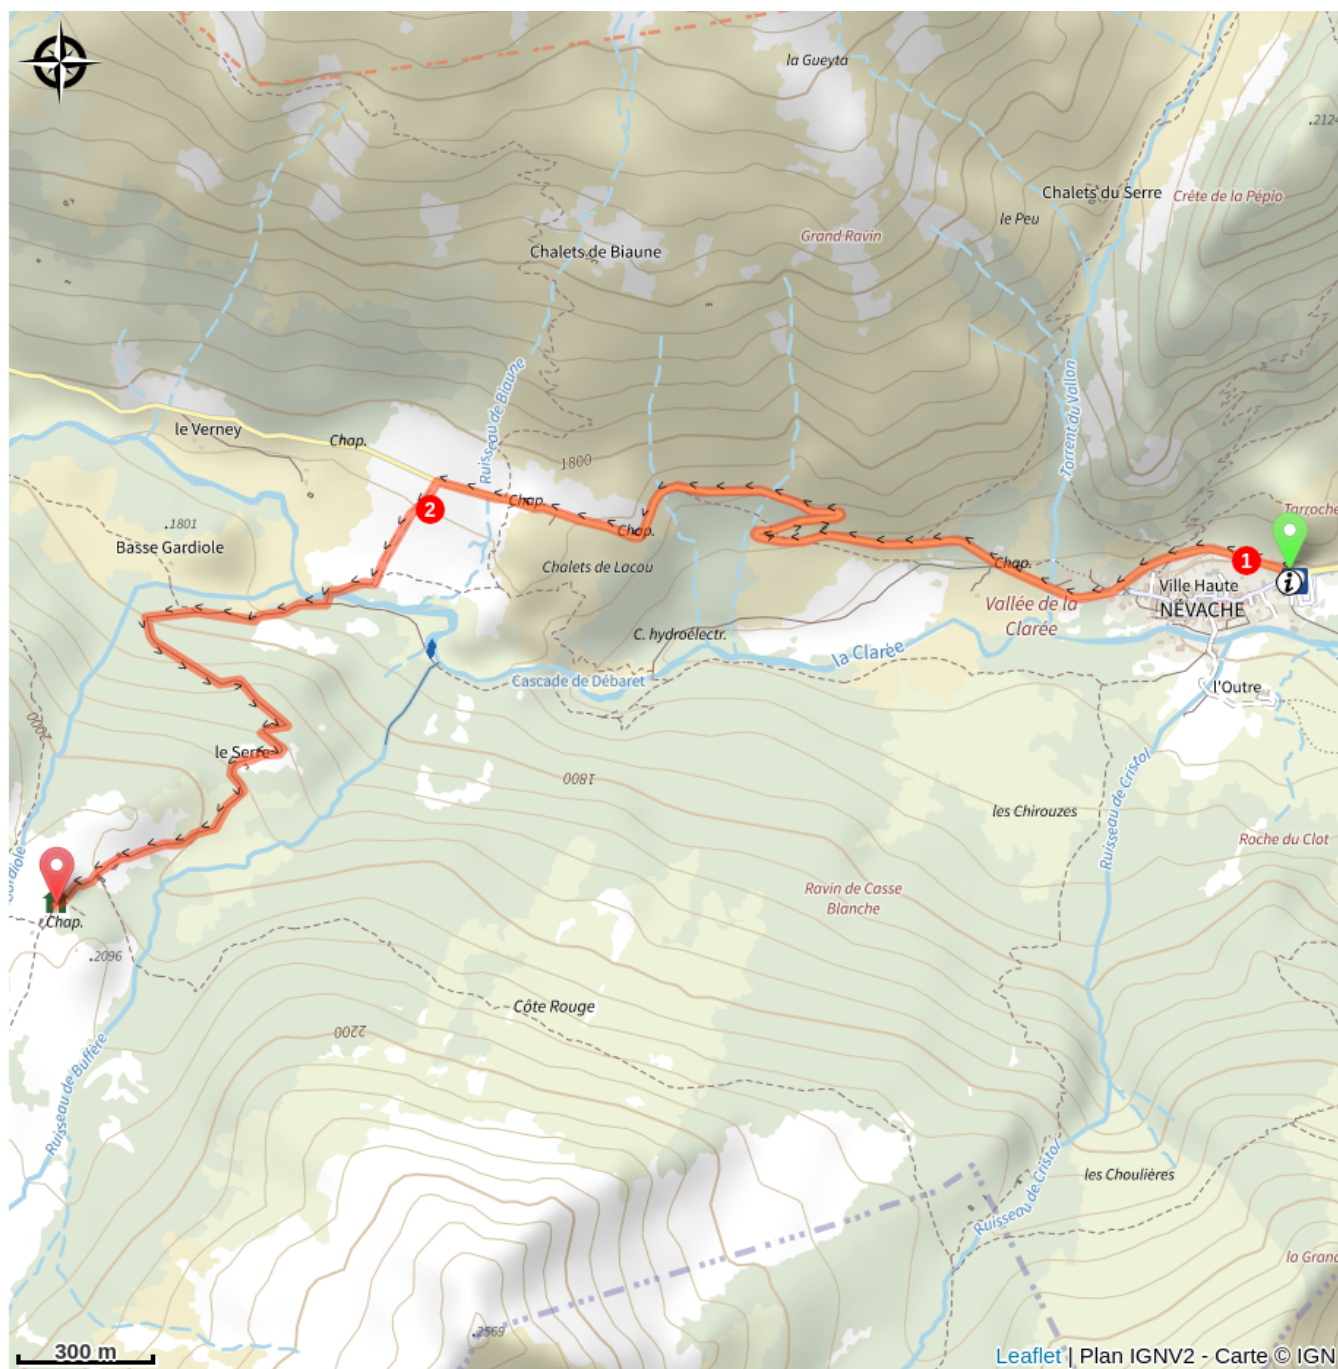 la Gueyta
.2124
Chalets du Serre
Crête de la Pépio
le Peu
Grand Ravin
Chalets de Biaune
Torrent du Vallon
Ruisseau de Biaune
le Verney
Chap.
1800
Chap.
2
.1801
Basse Gardiole
Chap.
Chalets de Lacou
Chap.
Tarroche
1
i
Ville Haute
NÉVACHE
Vallée de la
Clarée
C. hydroélectr.
la Clarée
Cascade de Débaret
l'Outre
2000
le Serre
1800
Ruisseau de Cristol
les Chirouzes
Roche du Clot
Gardiole
Ravin de Casse
Blanche
Chap.
.2096
Côte Rouge
2200
Ruisseau de Buffère
les Choulières
Ruisseau de Cristol
la Grand
.2569
300 m
Leaflet | Plan IGNV2 - Carte © IGN